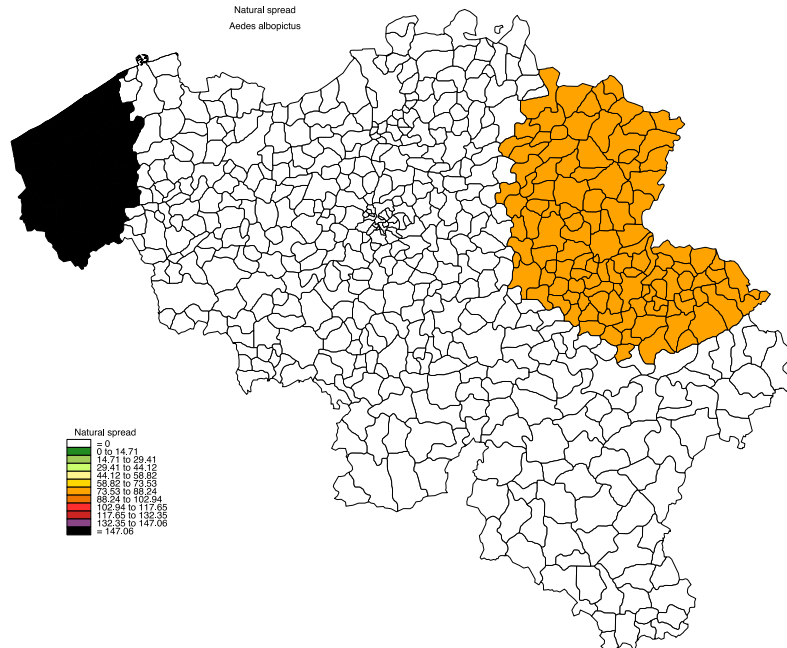 Natural spread
Aedes albopictus
Natural spread
= 0
0 to 14.71
14.71 to 29.41
29.41 to 44.12
44.12 to 58.82
58.82 to 73.53
73.53 to 88.24
88.24 to 102.94
102.94 to 117.65
117.65 to 132.35
132.35 to 147.06
= 147.06